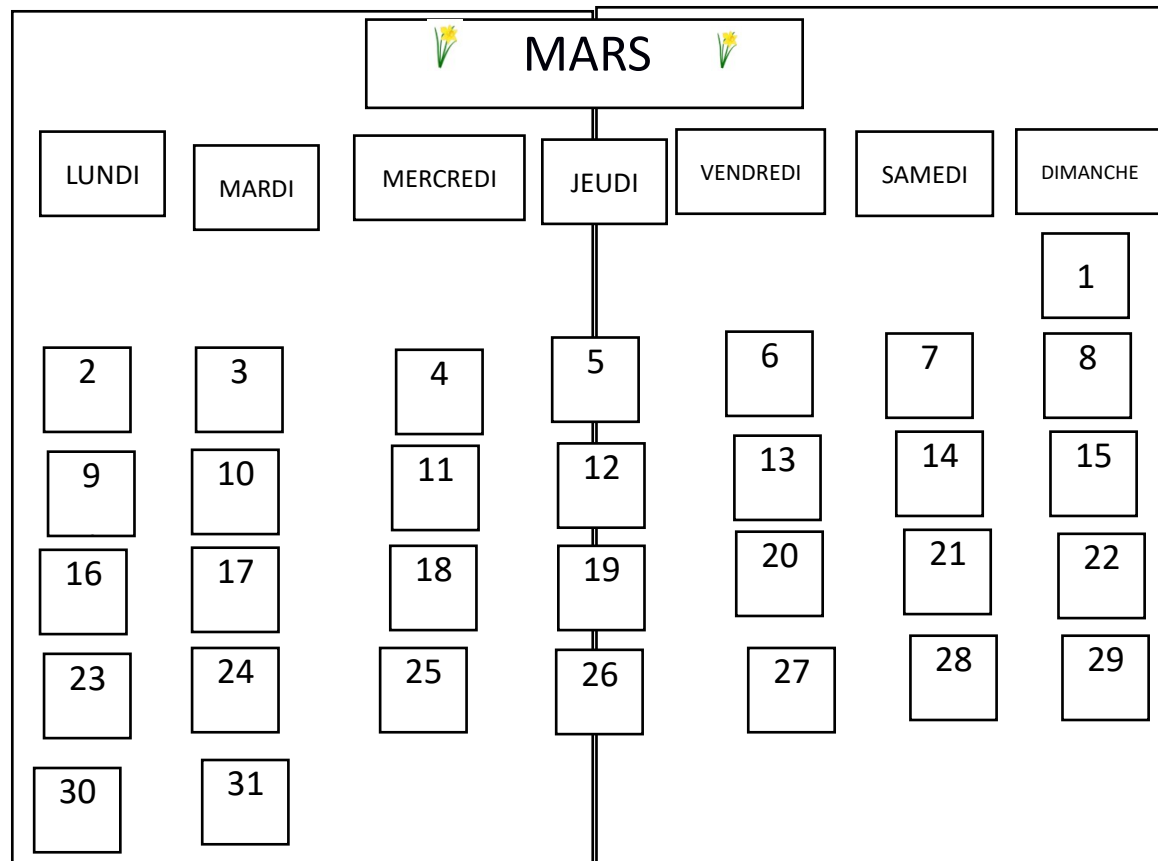 MARS
LUNDI MARDI MERCREDI JEUDI VENDREDI SAMEDI DIMANCHE
1
2 3 4 5 6 7 8
9 10 11 12 13 14 15
16 17 18 19 20 21 22
23 24 25 26 27 28 29
30 31